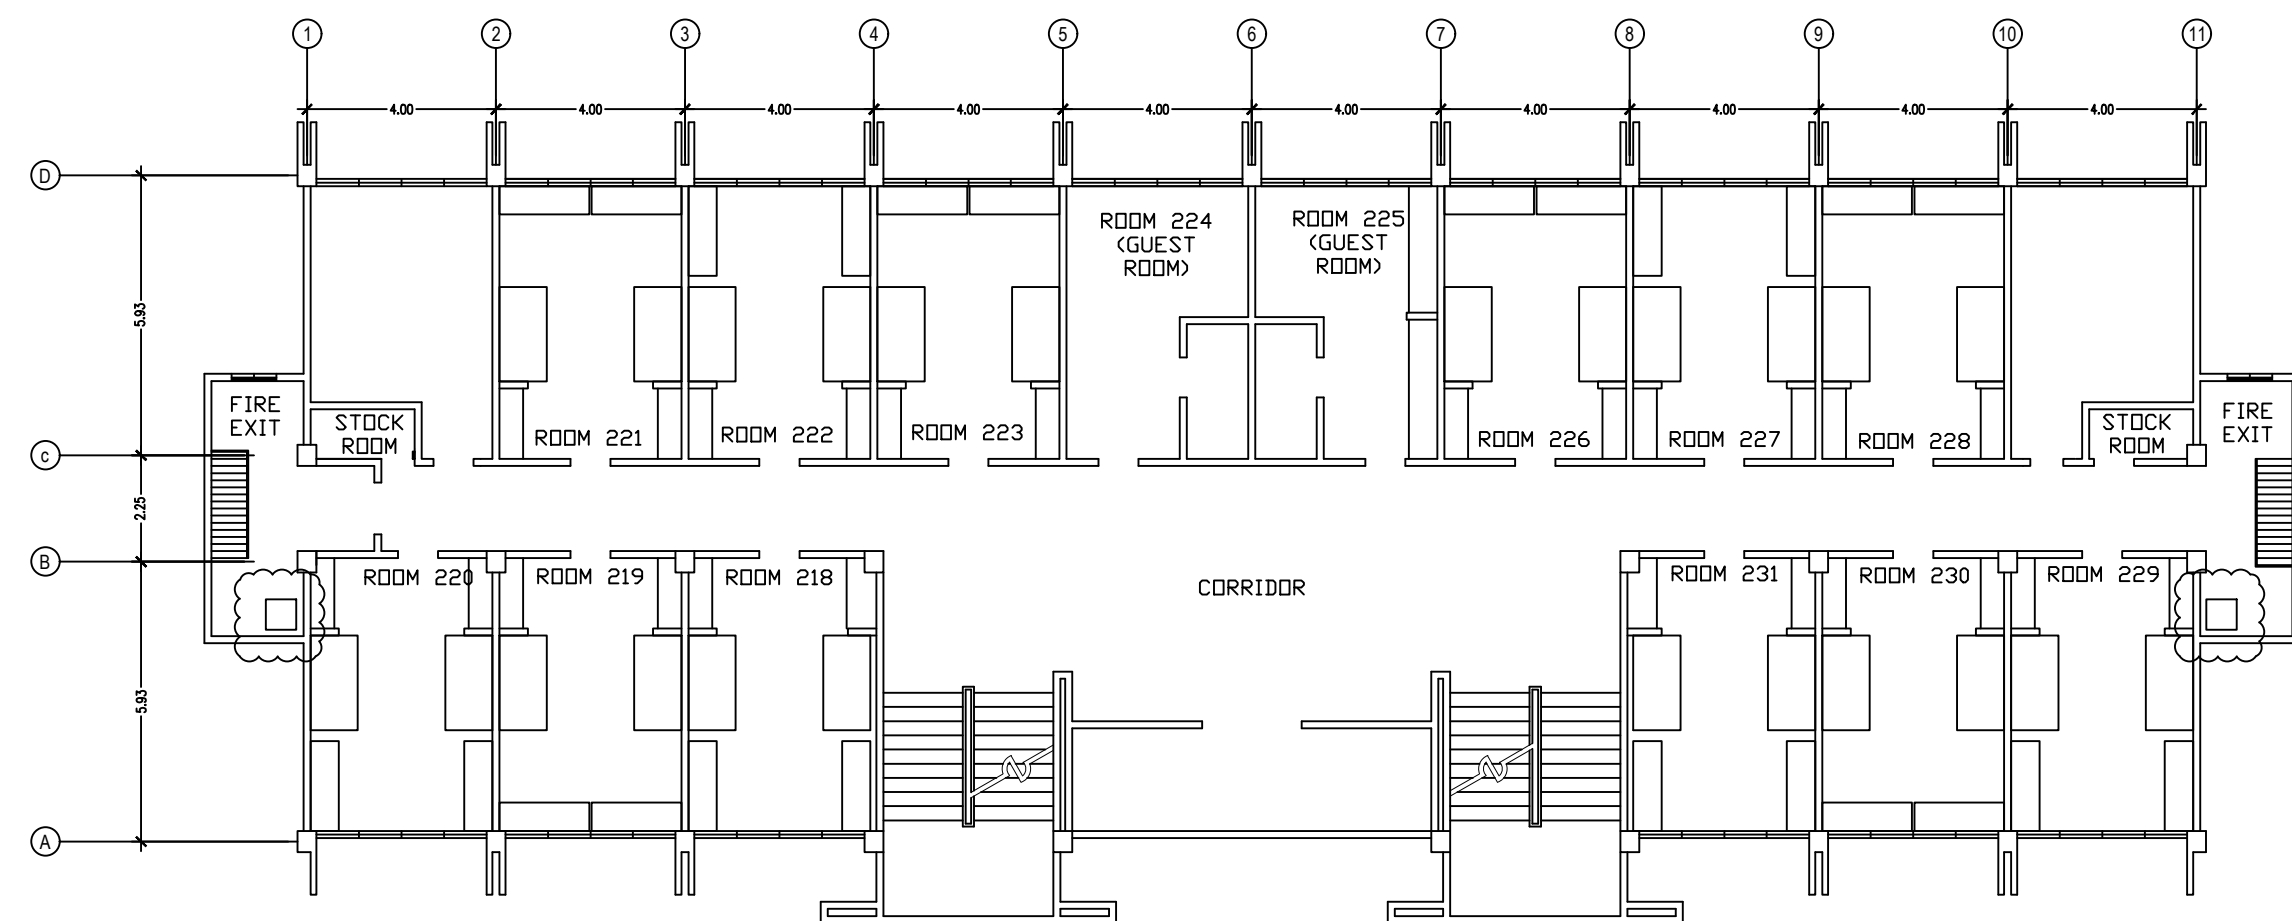 1 2 3 4 5 6 7 8 9 10 11
4.00 4.00 4.00 4.00 4.00 4.00 4.00 4.00 4.00 4.00
D
ROOM 224
(GUEST
ROOM)
ROOM 225
(GUEST
ROOM)
5.93
FIRE
EXIT
STOCK
ROOM
ROOM 221
ROOM 222
ROOM 223
ROOM 226
ROOM 227
ROOM 228
STOCK
ROOM
FIRE
EXIT
c
2.25
B
ROOM 220
ROOM 219
ROOM 218
CORRIDOR
ROOM 231
ROOM 230
ROOM 229
5.93
A